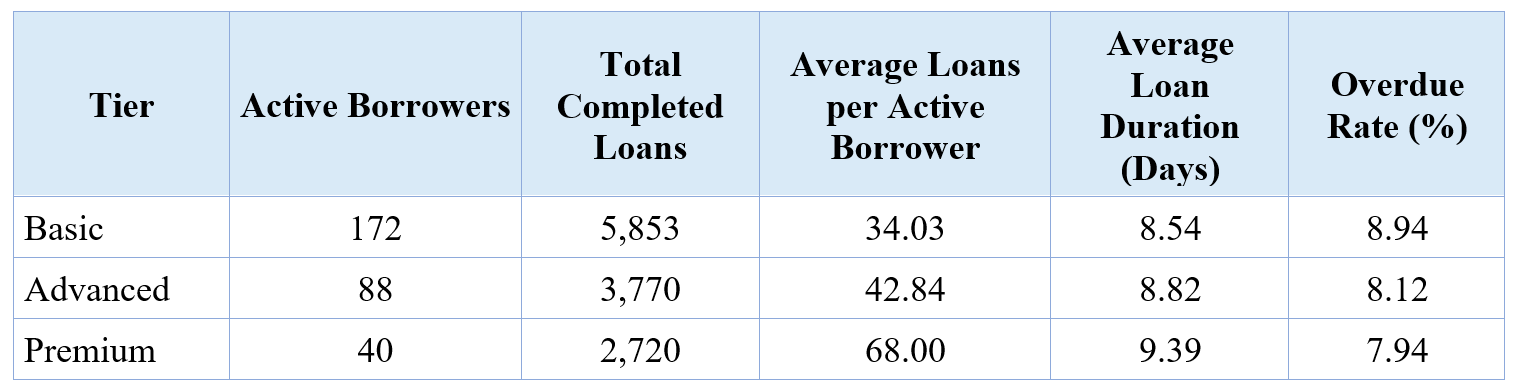 Tier
Active Borrowers
Total
Completed
Loans
Average Loans
per Active
Borrower
Average
Loan
Duration
(Days)
Overdue
Rate (%)
Basic 172 5,853 34.03 8.54 8.94
Advanced 88 3,770 42.84 8.82 8.12
Premium 40 2,720 68.00 9.39 7.94